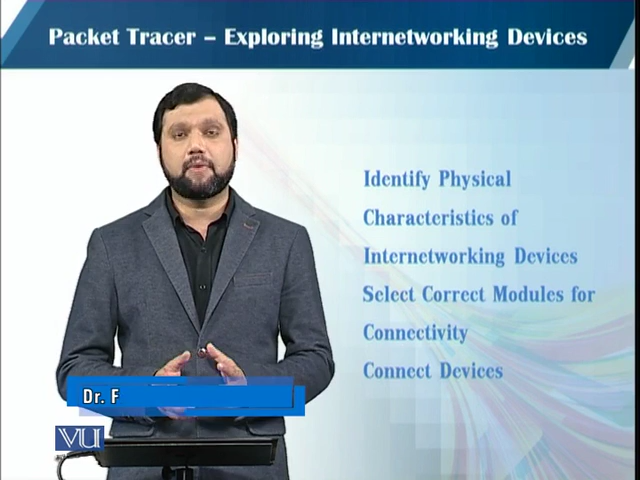 Packet Tracer – Exploring Internetworking Devices
Identify Physical
Characteristics of
Internetworking Devices
Select Correct Modules for
Connectivity
Connect Devices
Dr. F
VU